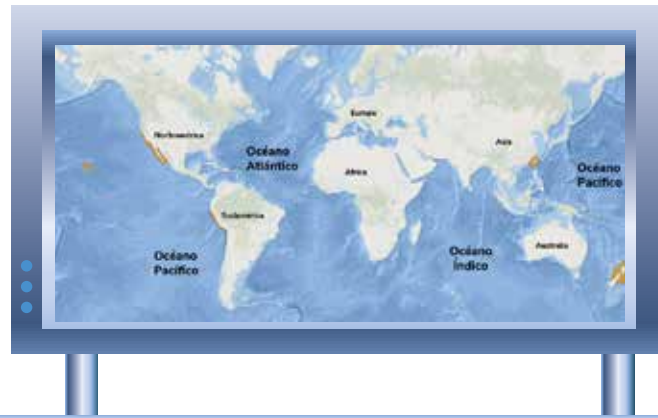 Norteamérica
Europa
Asia
Océano
Atlántico
África
Océano
Pacífico
Sudamérica
Océano
Pacífico
Océano
Índico
Australia